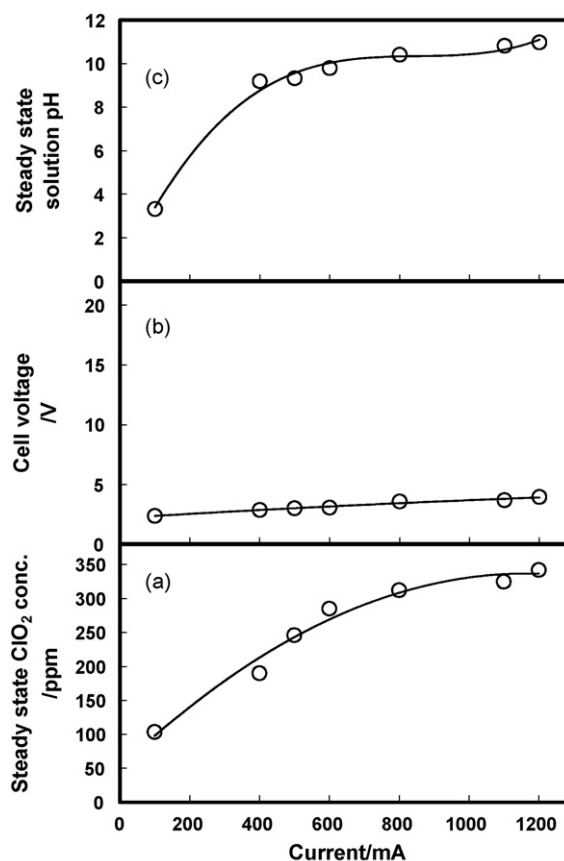 12
10
8
6
4
2
0
(c)
Steady state
solution pH
20
15
10
5
0
(b)
Cell voltage
/V
350
300
250
200
150
100
50
0
(a)
Steady state ClO₂ conc.
/ppm
0 200 400 600 800 1000 1200
Current/mA